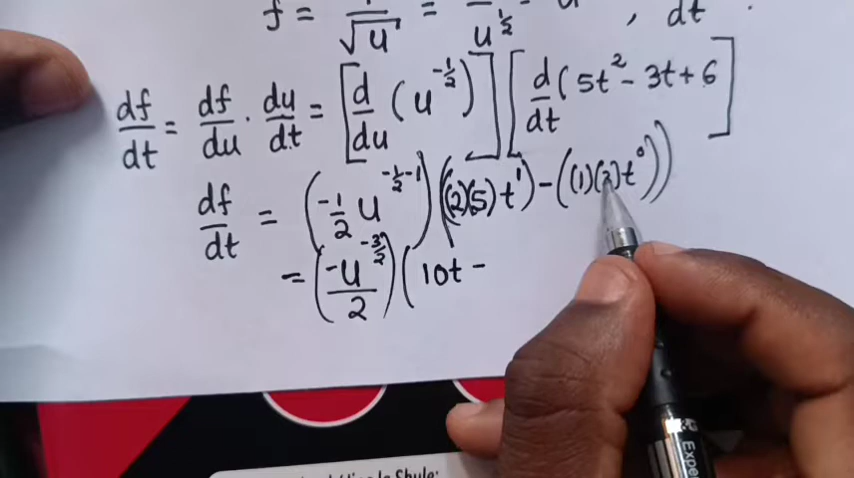 f = 1/√u = 1/u^½ = u , dt
df/dt = df/du · du/dt = [d/du (u^-½)] [d/dt (5t² - 3t + 6]
df/dt = (-½ u^(-½-1)) (((2)(5)t¹) - ((1)(3)t⁰))
= (-u^(-3/2)/2) (10t -
Expe